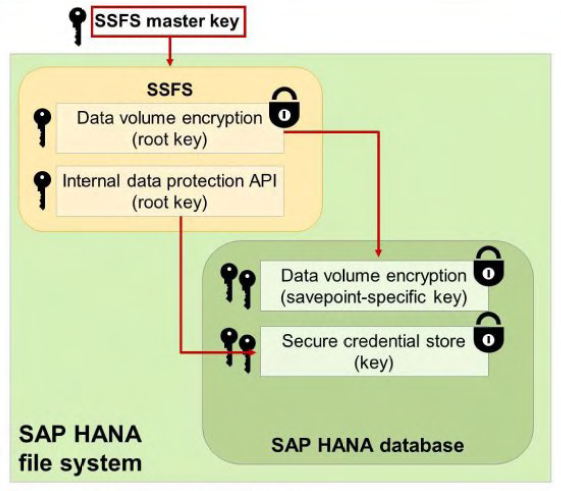 SSFS master key
SSFS
Data volume encryption
(root key)
Internal data protection API
(root key)
Data volume encryption
(savepoint-specific key)
Secure credential store
(key)
SAP HANA database
SAP HANA
file system